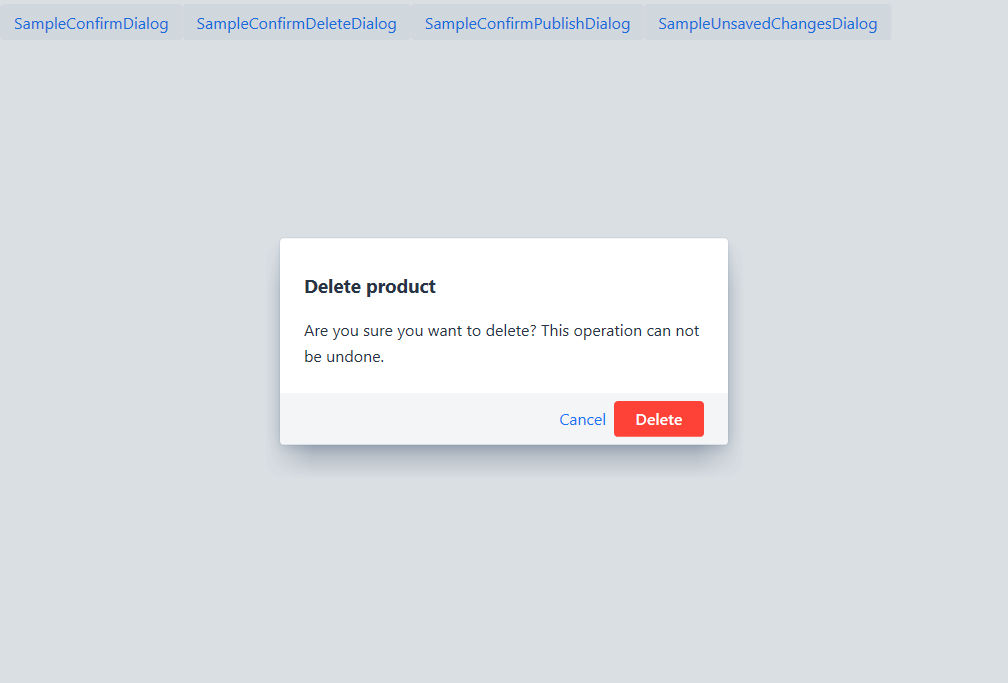 SampleConfirmDialog SampleConfirmDeleteDialog SampleConfirmPublishDialog SampleUnsavedChangesDialog
Delete product
Are you sure you want to delete? This operation can not
be undone.
Cancel Delete